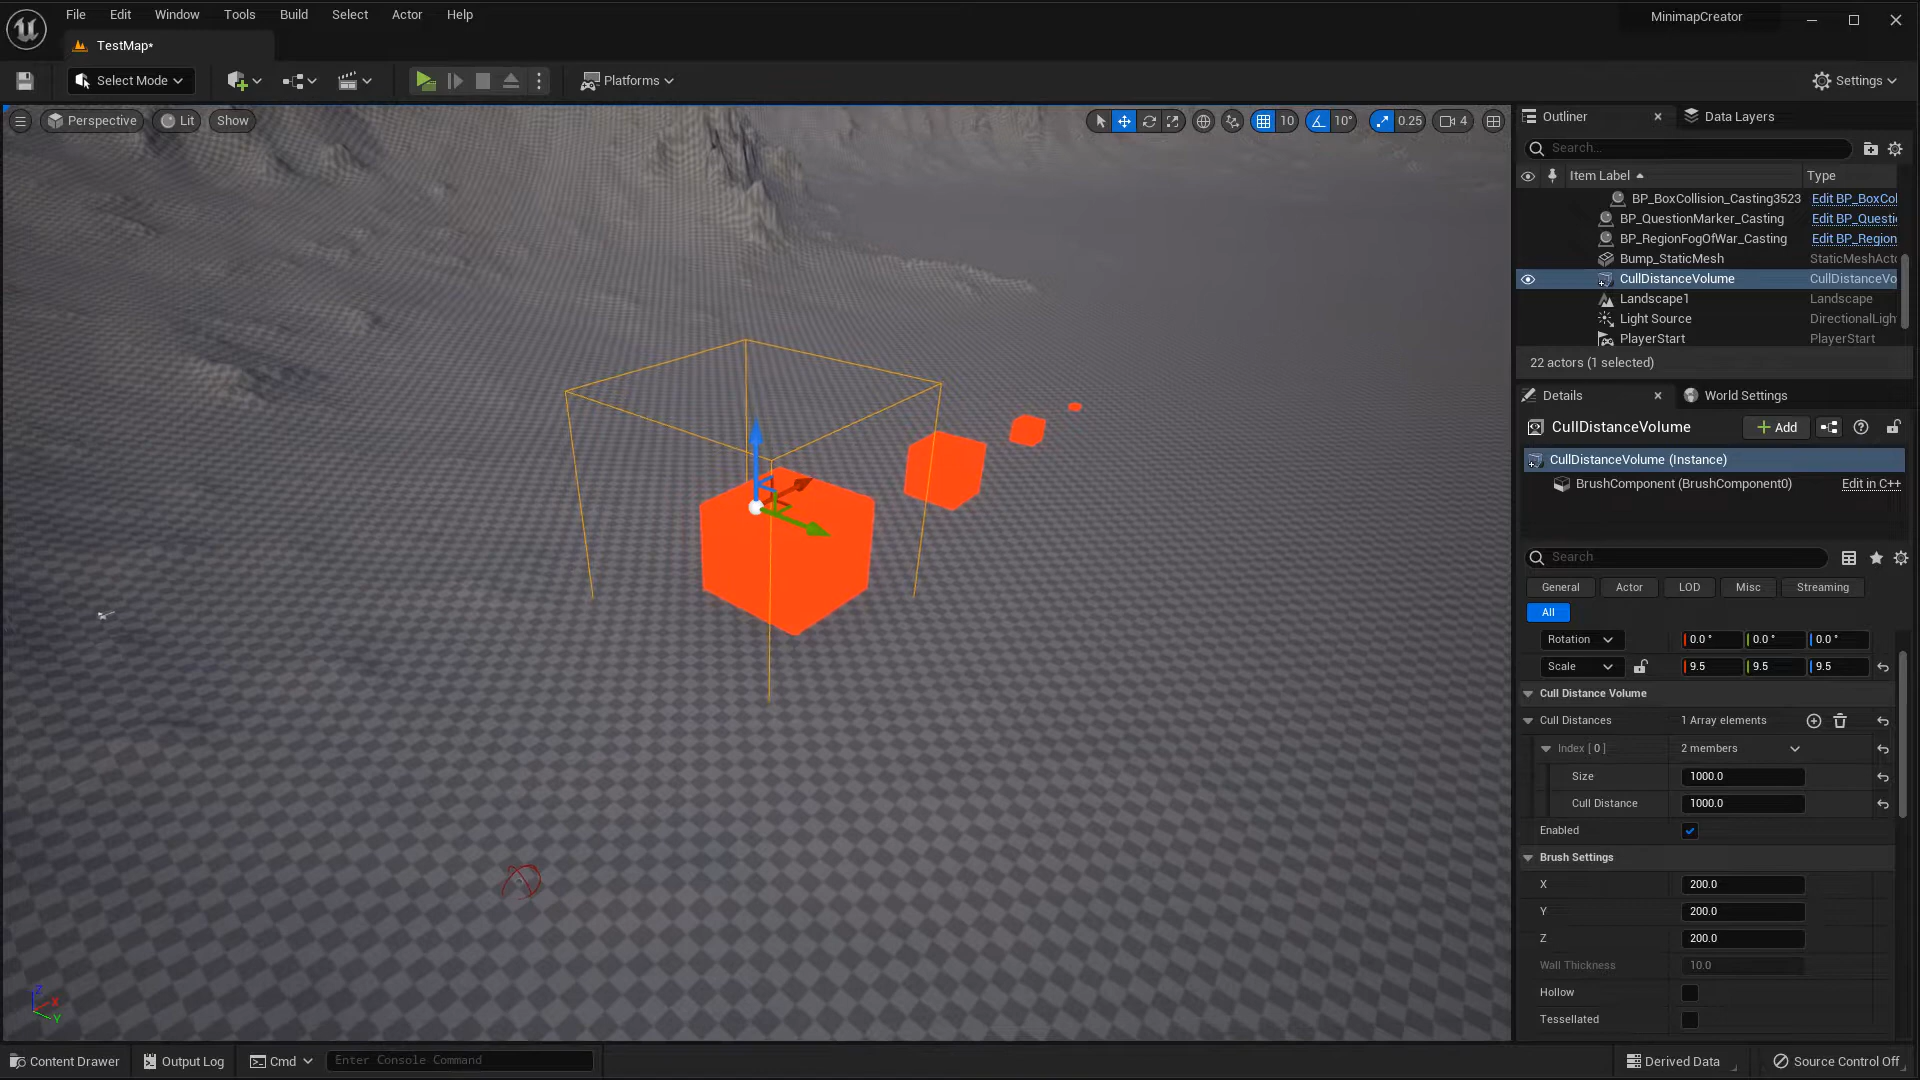 File Edit Window Tools Build Select Actor Help
MinimapCreator
TestMap*
Select Mode
Platforms
Settings
Perspective
Lit
Show
10
10°
0.25
4
Outliner
Data Layers
Search...
Item Label
Type
BP_BoxCollision_Casting3523 Edit BP_BoxCol
BP_QuestionMarker_Casting Edit BP_Questi
BP_RegionFogOfWar_Casting Edit BP_Region
Bump_StaticMesh StaticMeshActo
CullDistanceVolume CullDistanceVo
Landscape1 Landscape
Light Source DirectionalLigh
PlayerStart PlayerStart
22 actors (1 selected)
Details
World Settings
CullDistanceVolume
Add
CullDistanceVolume (Instance)
BrushComponent (BrushComponent0) Edit in C++
Search
General Actor LOD Misc Streaming
All
Rotation 0.0 ° 0.0 ° 0.0 °
Scale 9.5 9.5 9.5
Cull Distance Volume
Cull Distances 1 Array elements
Index [ 0 ] 2 members
Size 1000.0
Cull Distance 1000.0
Enabled
Brush Settings
X 200.0
Y 200.0
Z 200.0
Wall Thickness 10.0
Hollow
Tessellated
Z
X
Y
Content Drawer
Output Log
Cmd
Enter Console Command
Derived Data
Source Control Off